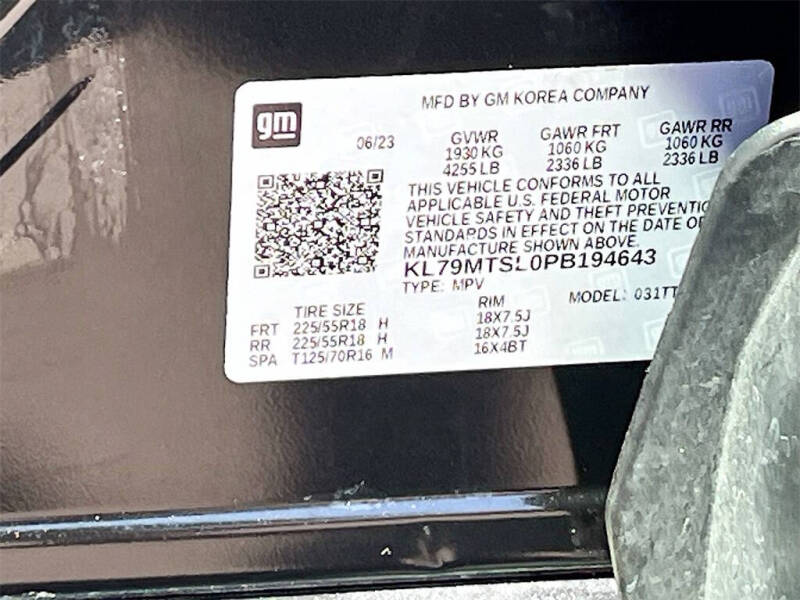 gm
MFD BY GM KOREA COMPANY
06/23
GVWR GAWR FRT GAWR RR
1930 KG 1060 KG 1060 KG
4255 LB 2336 LB 2336 LB
THIS VEHICLE CONFORMS TO ALL
APPLICABLE U.S. FEDERAL MOTOR
VEHICLE SAFETY AND THEFT PREVENTIO
STANDARDS IN EFFECT ON THE DATE OF
MANUFACTURE SHOWN ABOVE.
KL79MTSL0PB194643
TYPE: MPV MODEL: 031TT
TIRE SIZE RIM
FRT 225/55R18 H 18X7.5J
RR 225/55R18 H 18X7.5J
SPA T125/70R16 M 16X4BT